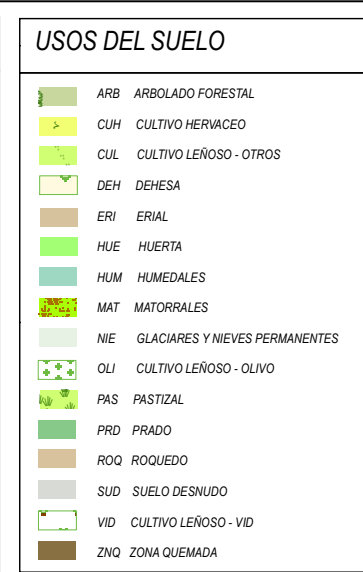 USOS DEL SUELO
ARB ARBOLADO FORESTAL
CUH CULTIVO HERVACEO
CUL CULTIVO LEÑOSO - OTROS
DEH DEHESA
ERI ERIAL
HUE HUERTA
HUM HUMEDALES
MAT MATORRALES
NIE GLACIARES Y NIEVES PERMANENTES
OLI CULTIVO LEÑOSO - OLIVO
PAS PASTIZAL
PRD PRADO
ROQ ROQUEDO
SUD SUELO DESNUDO
VID CULTIVO LEÑOSO - VID
ZNQ ZONA QUEMADA